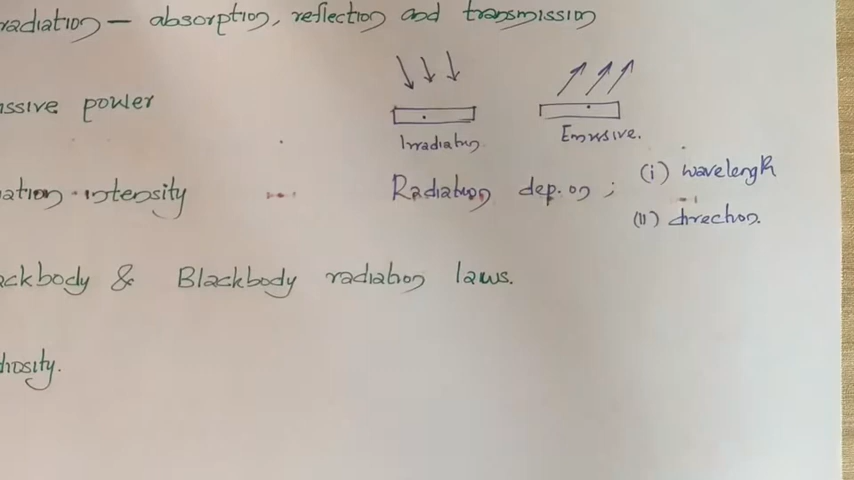 radiation — absorption, reflection and transmission
ssive power
Irradiation
Emissive.
ation intensity
Radiation dep. on ; (i) wavelength
(ii) direction.
ackbody & Blackbody radiation laws.
iosity.